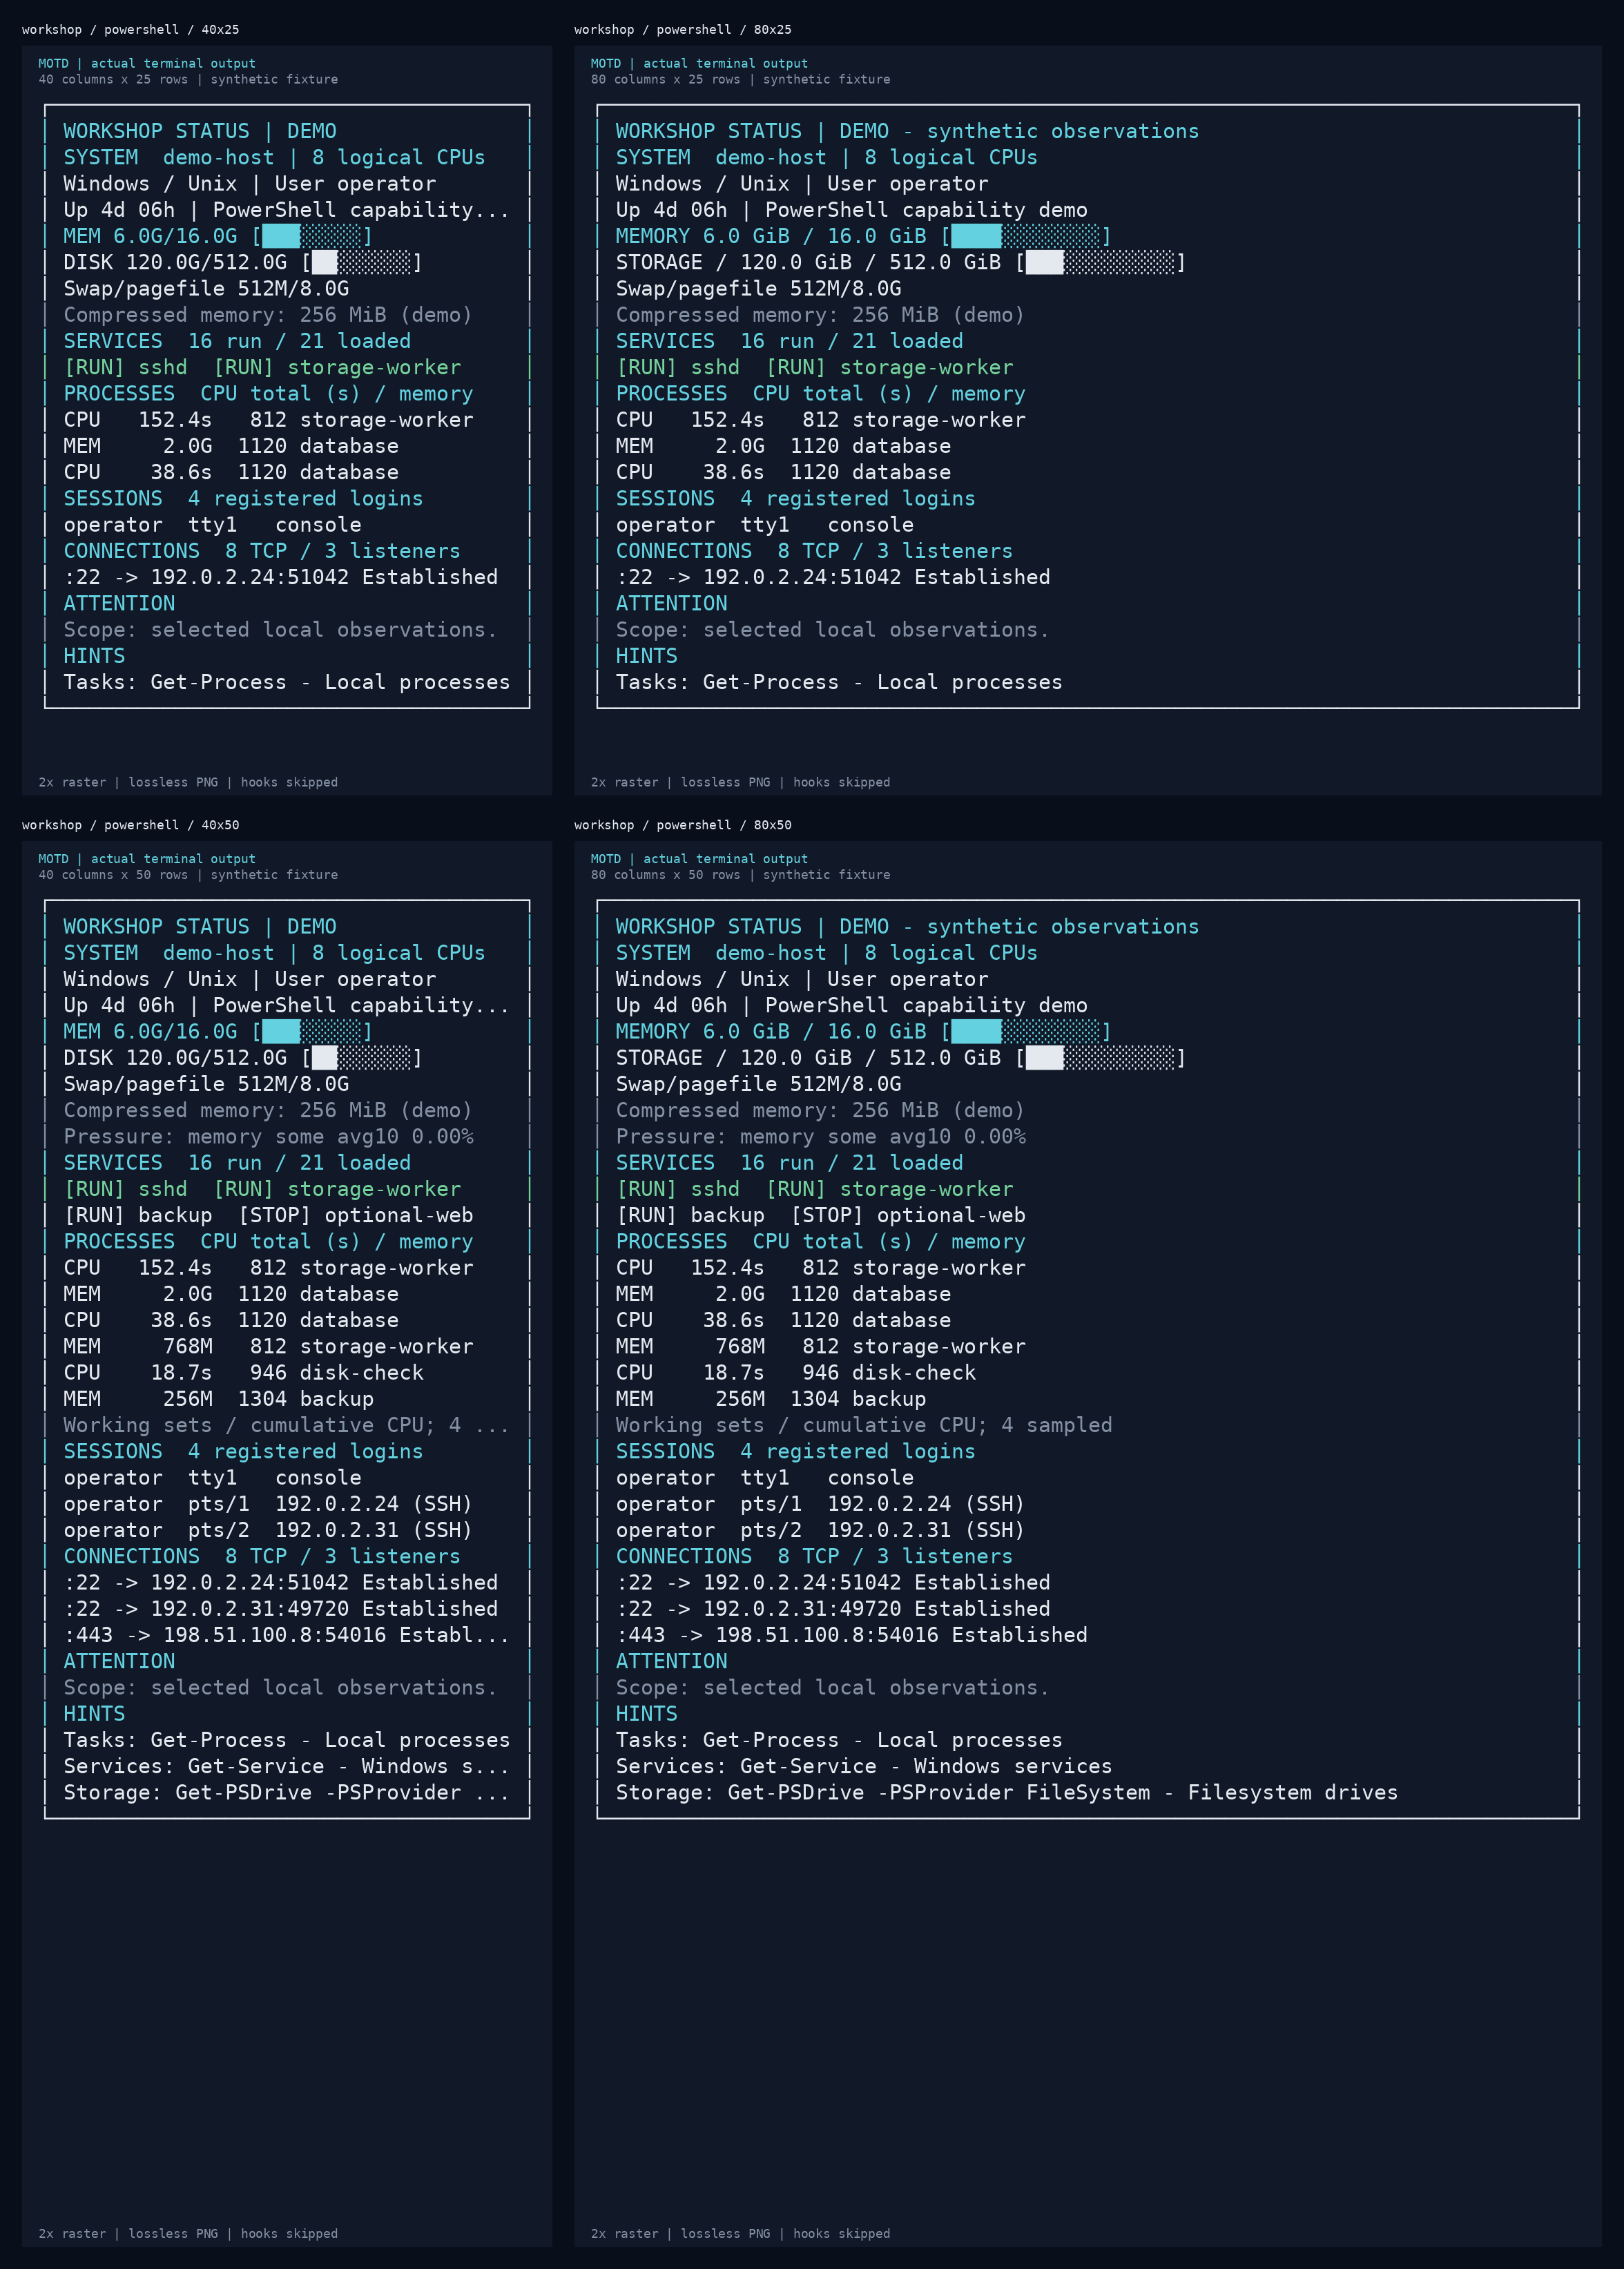 workshop / powershell / 40x25
MOTD | actual terminal output
40 columns x 25 rows | synthetic fixture
WORKSHOP STATUS | DEMO
SYSTEM  demo-host | 8 logical CPUs
Windows / Unix | User operator
Up 4d 06h | PowerShell capability...
MEM 6.0G/16.0G [███░░░░░]
DISK 120.0G/512.0G [██░░░░░░]
Swap/pagefile 512M/8.0G
Compressed memory: 256 MiB (demo)
SERVICES  16 run / 21 loaded
[RUN] sshd  [RUN] storage-worker
PROCESSES  CPU total (s) / memory
CPU   152.4s   812 storage-worker
MEM     2.0G  1120 database
CPU    38.6s  1120 database
SESSIONS  4 registered logins
operator  tty1   console
CONNECTIONS  8 TCP / 3 listeners
:22 -> 192.0.2.24:51042 Established
ATTENTION
Scope: selected local observations.
HINTS
Tasks: Get-Process - Local processes
2x raster | lossless PNG | hooks skipped
workshop / powershell / 80x25
MOTD | actual terminal output
80 columns x 25 rows | synthetic fixture
WORKSHOP STATUS | DEMO - synthetic observations
SYSTEM  demo-host | 8 logical CPUs
Windows / Unix | User operator
Up 4d 06h | PowerShell capability demo
MEMORY 6.0 GiB / 16.0 GiB [████░░░░░░░░]
STORAGE / 120.0 GiB / 512.0 GiB [███░░░░░░░░░]
Swap/pagefile 512M/8.0G
Compressed memory: 256 MiB (demo)
SERVICES  16 run / 21 loaded
[RUN] sshd  [RUN] storage-worker
PROCESSES  CPU total (s) / memory
CPU   152.4s   812 storage-worker
MEM     2.0G  1120 database
CPU    38.6s  1120 database
SESSIONS  4 registered logins
operator  tty1   console
CONNECTIONS  8 TCP / 3 listeners
:22 -> 192.0.2.24:51042 Established
ATTENTION
Scope: selected local observations.
HINTS
Tasks: Get-Process - Local processes
2x raster | lossless PNG | hooks skipped
workshop / powershell / 40x50
MOTD | actual terminal output
40 columns x 50 rows | synthetic fixture
WORKSHOP STATUS | DEMO
SYSTEM  demo-host | 8 logical CPUs
Windows / Unix | User operator
Up 4d 06h | PowerShell capability...
MEM 6.0G/16.0G [███░░░░░]
DISK 120.0G/512.0G [██░░░░░░]
Swap/pagefile 512M/8.0G
Compressed memory: 256 MiB (demo)
Pressure: memory some avg10 0.00%
SERVICES  16 run / 21 loaded
[RUN] sshd  [RUN] storage-worker
[RUN] backup  [STOP] optional-web
PROCESSES  CPU total (s) / memory
CPU   152.4s   812 storage-worker
MEM     2.0G  1120 database
CPU    38.6s  1120 database
MEM     768M   812 storage-worker
CPU    18.7s   946 disk-check
MEM     256M  1304 backup
Working sets / cumulative CPU; 4 ...
SESSIONS  4 registered logins
operator  tty1   console
operator  pts/1  192.0.2.24 (SSH)
operator  pts/2  192.0.2.31 (SSH)
CONNECTIONS  8 TCP / 3 listeners
:22 -> 192.0.2.24:51042 Established
:22 -> 192.0.2.31:49720 Established
:443 -> 198.51.100.8:54016 Establ...
ATTENTION
Scope: selected local observations.
HINTS
Tasks: Get-Process - Local processes
Services: Get-Service - Windows s...
Storage: Get-PSDrive -PSProvider ...
2x raster | lossless PNG | hooks skipped
workshop / powershell / 80x50
MOTD | actual terminal output
80 columns x 50 rows | synthetic fixture
WORKSHOP STATUS | DEMO - synthetic observations
SYSTEM  demo-host | 8 logical CPUs
Windows / Unix | User operator
Up 4d 06h | PowerShell capability demo
MEMORY 6.0 GiB / 16.0 GiB [████░░░░░░░░]
STORAGE / 120.0 GiB / 512.0 GiB [███░░░░░░░░░]
Swap/pagefile 512M/8.0G
Compressed memory: 256 MiB (demo)
Pressure: memory some avg10 0.00%
SERVICES  16 run / 21 loaded
[RUN] sshd  [RUN] storage-worker
[RUN] backup  [STOP] optional-web
PROCESSES  CPU total (s) / memory
CPU   152.4s   812 storage-worker
MEM     2.0G  1120 database
CPU    38.6s  1120 database
MEM     768M   812 storage-worker
CPU    18.7s   946 disk-check
MEM     256M  1304 backup
Working sets / cumulative CPU; 4 sampled
SESSIONS  4 registered logins
operator  tty1   console
operator  pts/1  192.0.2.24 (SSH)
operator  pts/2  192.0.2.31 (SSH)
CONNECTIONS  8 TCP / 3 listeners
:22 -> 192.0.2.24:51042 Established
:22 -> 192.0.2.31:49720 Established
:443 -> 198.51.100.8:54016 Established
ATTENTION
Scope: selected local observations.
HINTS
Tasks: Get-Process - Local processes
Services: Get-Service - Windows services
Storage: Get-PSDrive -PSProvider FileSystem - Filesystem drives
2x raster | lossless PNG | hooks skipped